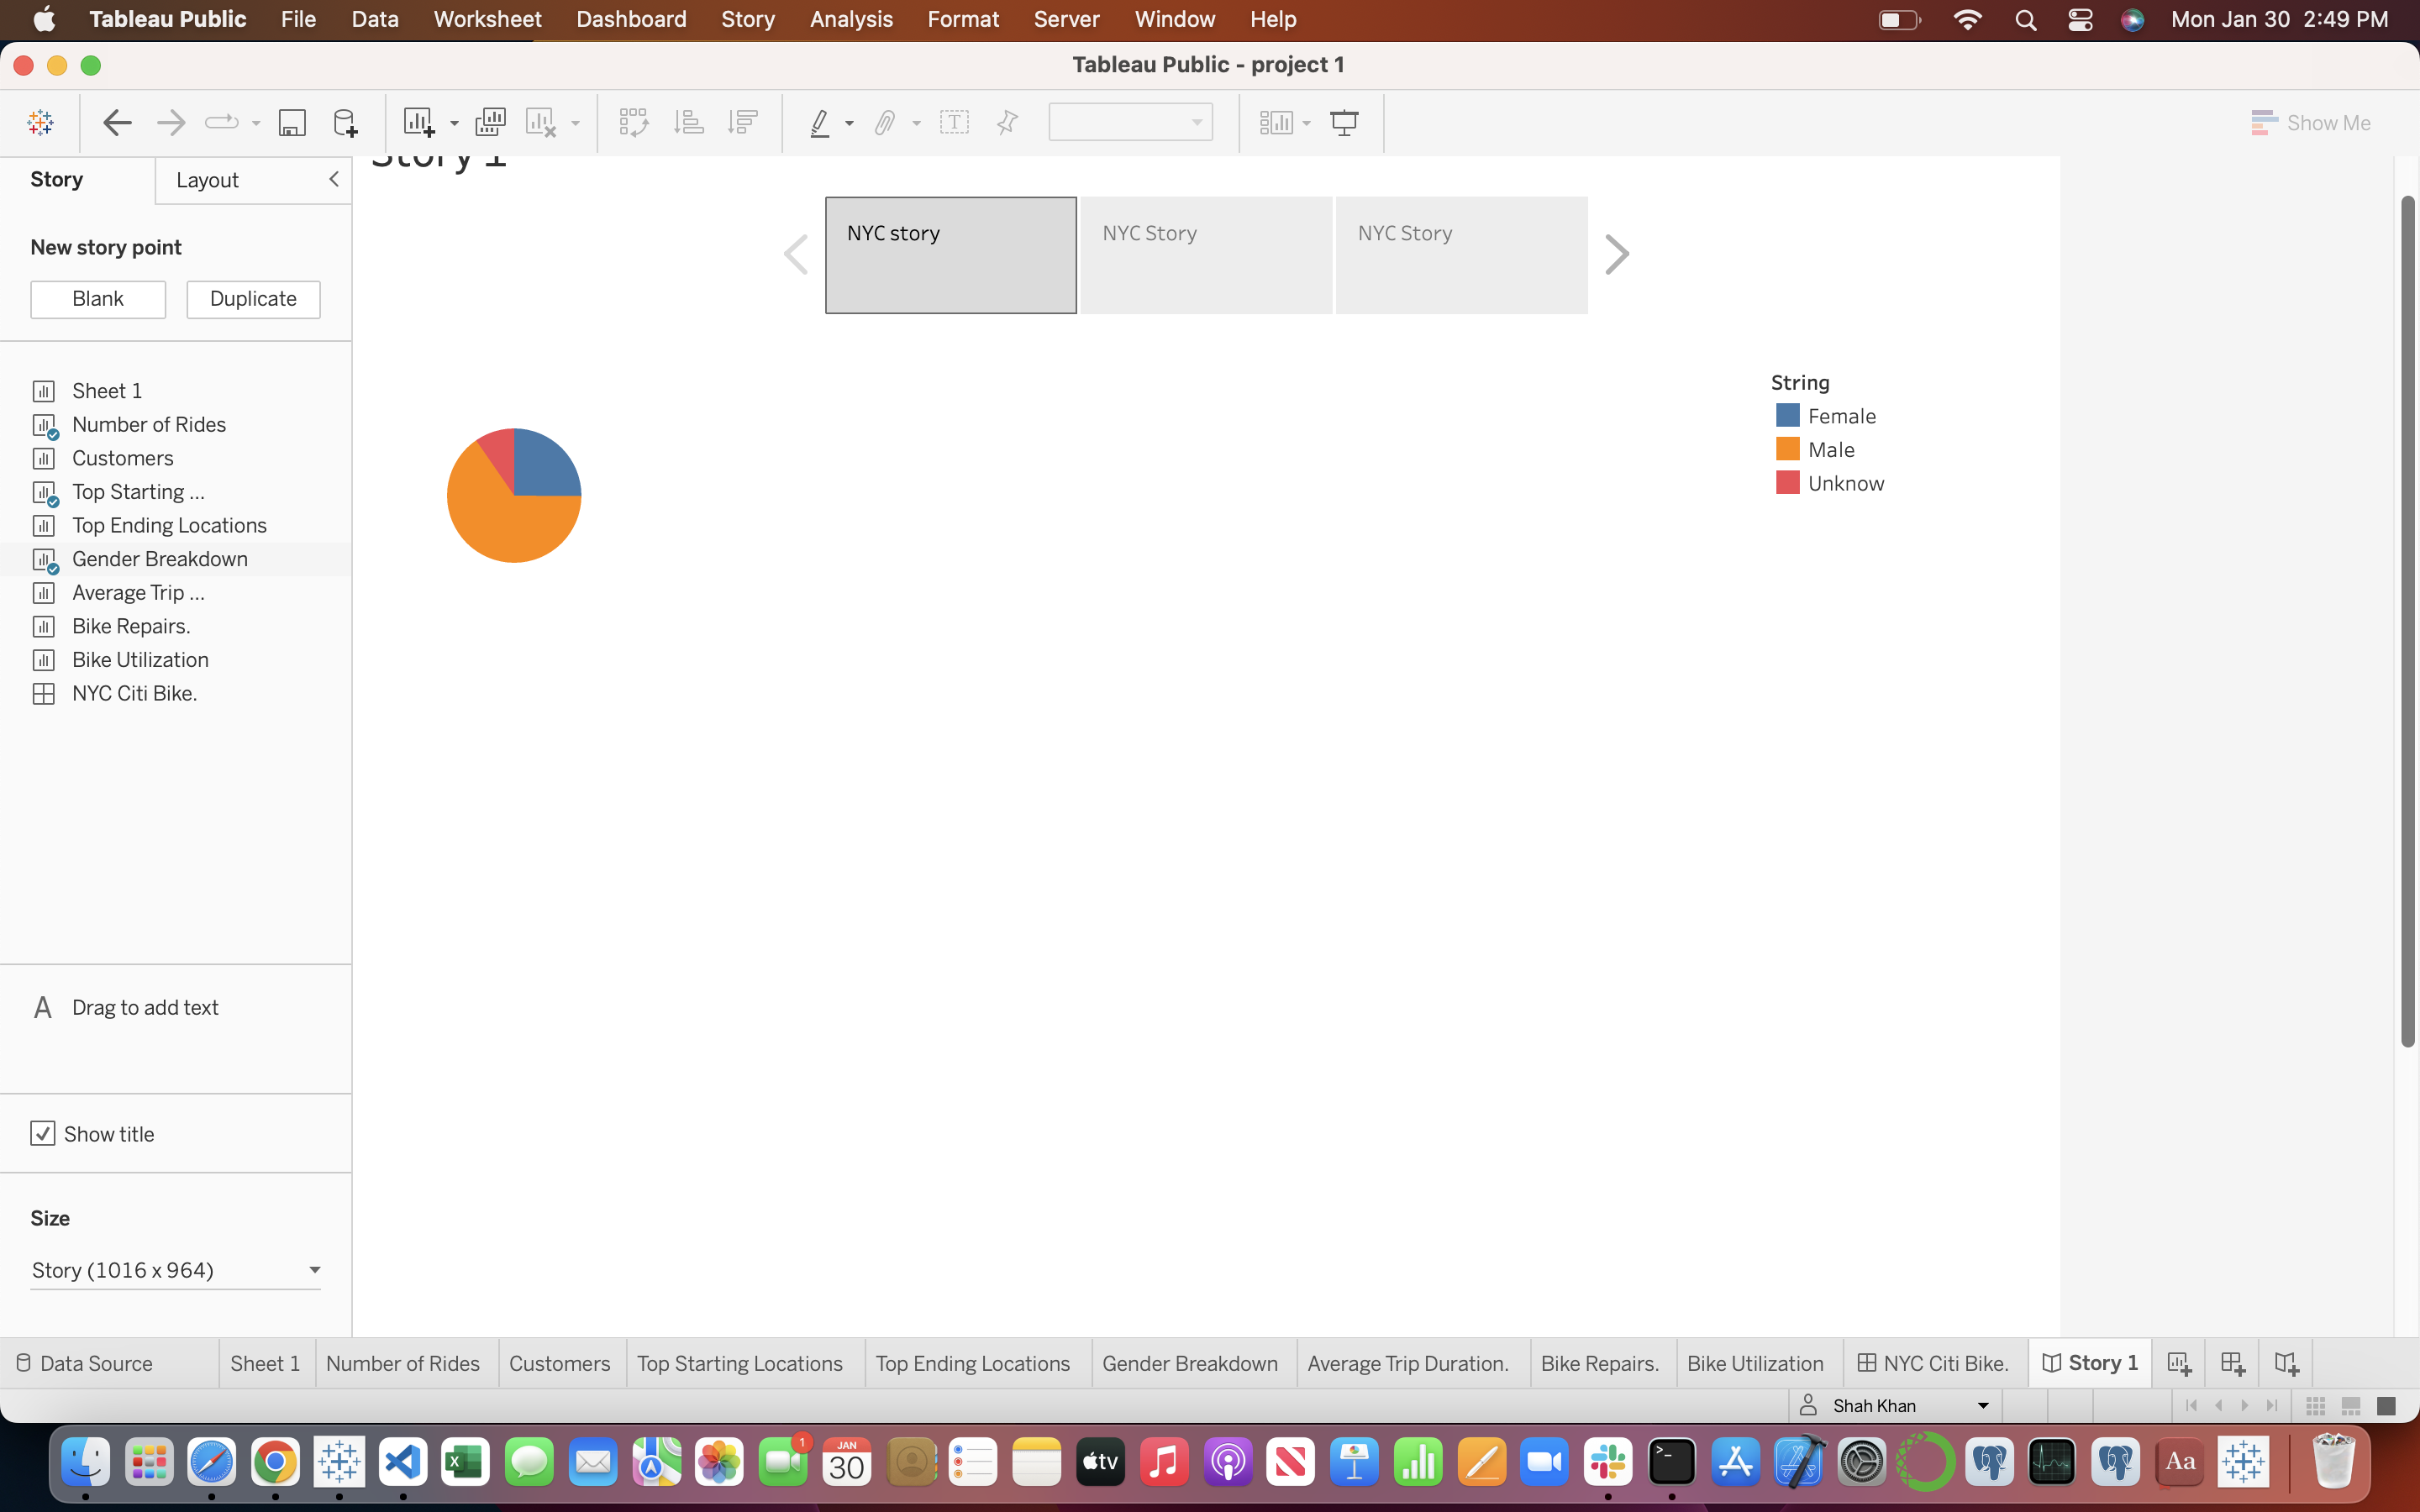 Tableau Public File Data Worksheet Dashboard Story Analysis Format Server Window Help Mon Jan 30 2:49 PM
Tableau Public - project 1
Show Me
Story Layout
Story 1
New story point
Blank Duplicate
NYC story NYC Story NYC Story
Sheet 1
Number of Rides
Customers
Top Starting ...
Top Ending Locations
Gender Breakdown
Average Trip ...
Bike Repairs.
Bike Utilization
NYC Citi Bike.
String
Female
Male
Unknow
A Drag to add text
Show title
Size
Story (1016 x 964)
Data Source Sheet 1 Number of Rides Customers Top Starting Locations Top Ending Locations Gender Breakdown Average Trip Duration. Bike Repairs. Bike Utilization NYC Citi Bike. Story 1
Shah Khan
1
JAN
30
tv
Aa